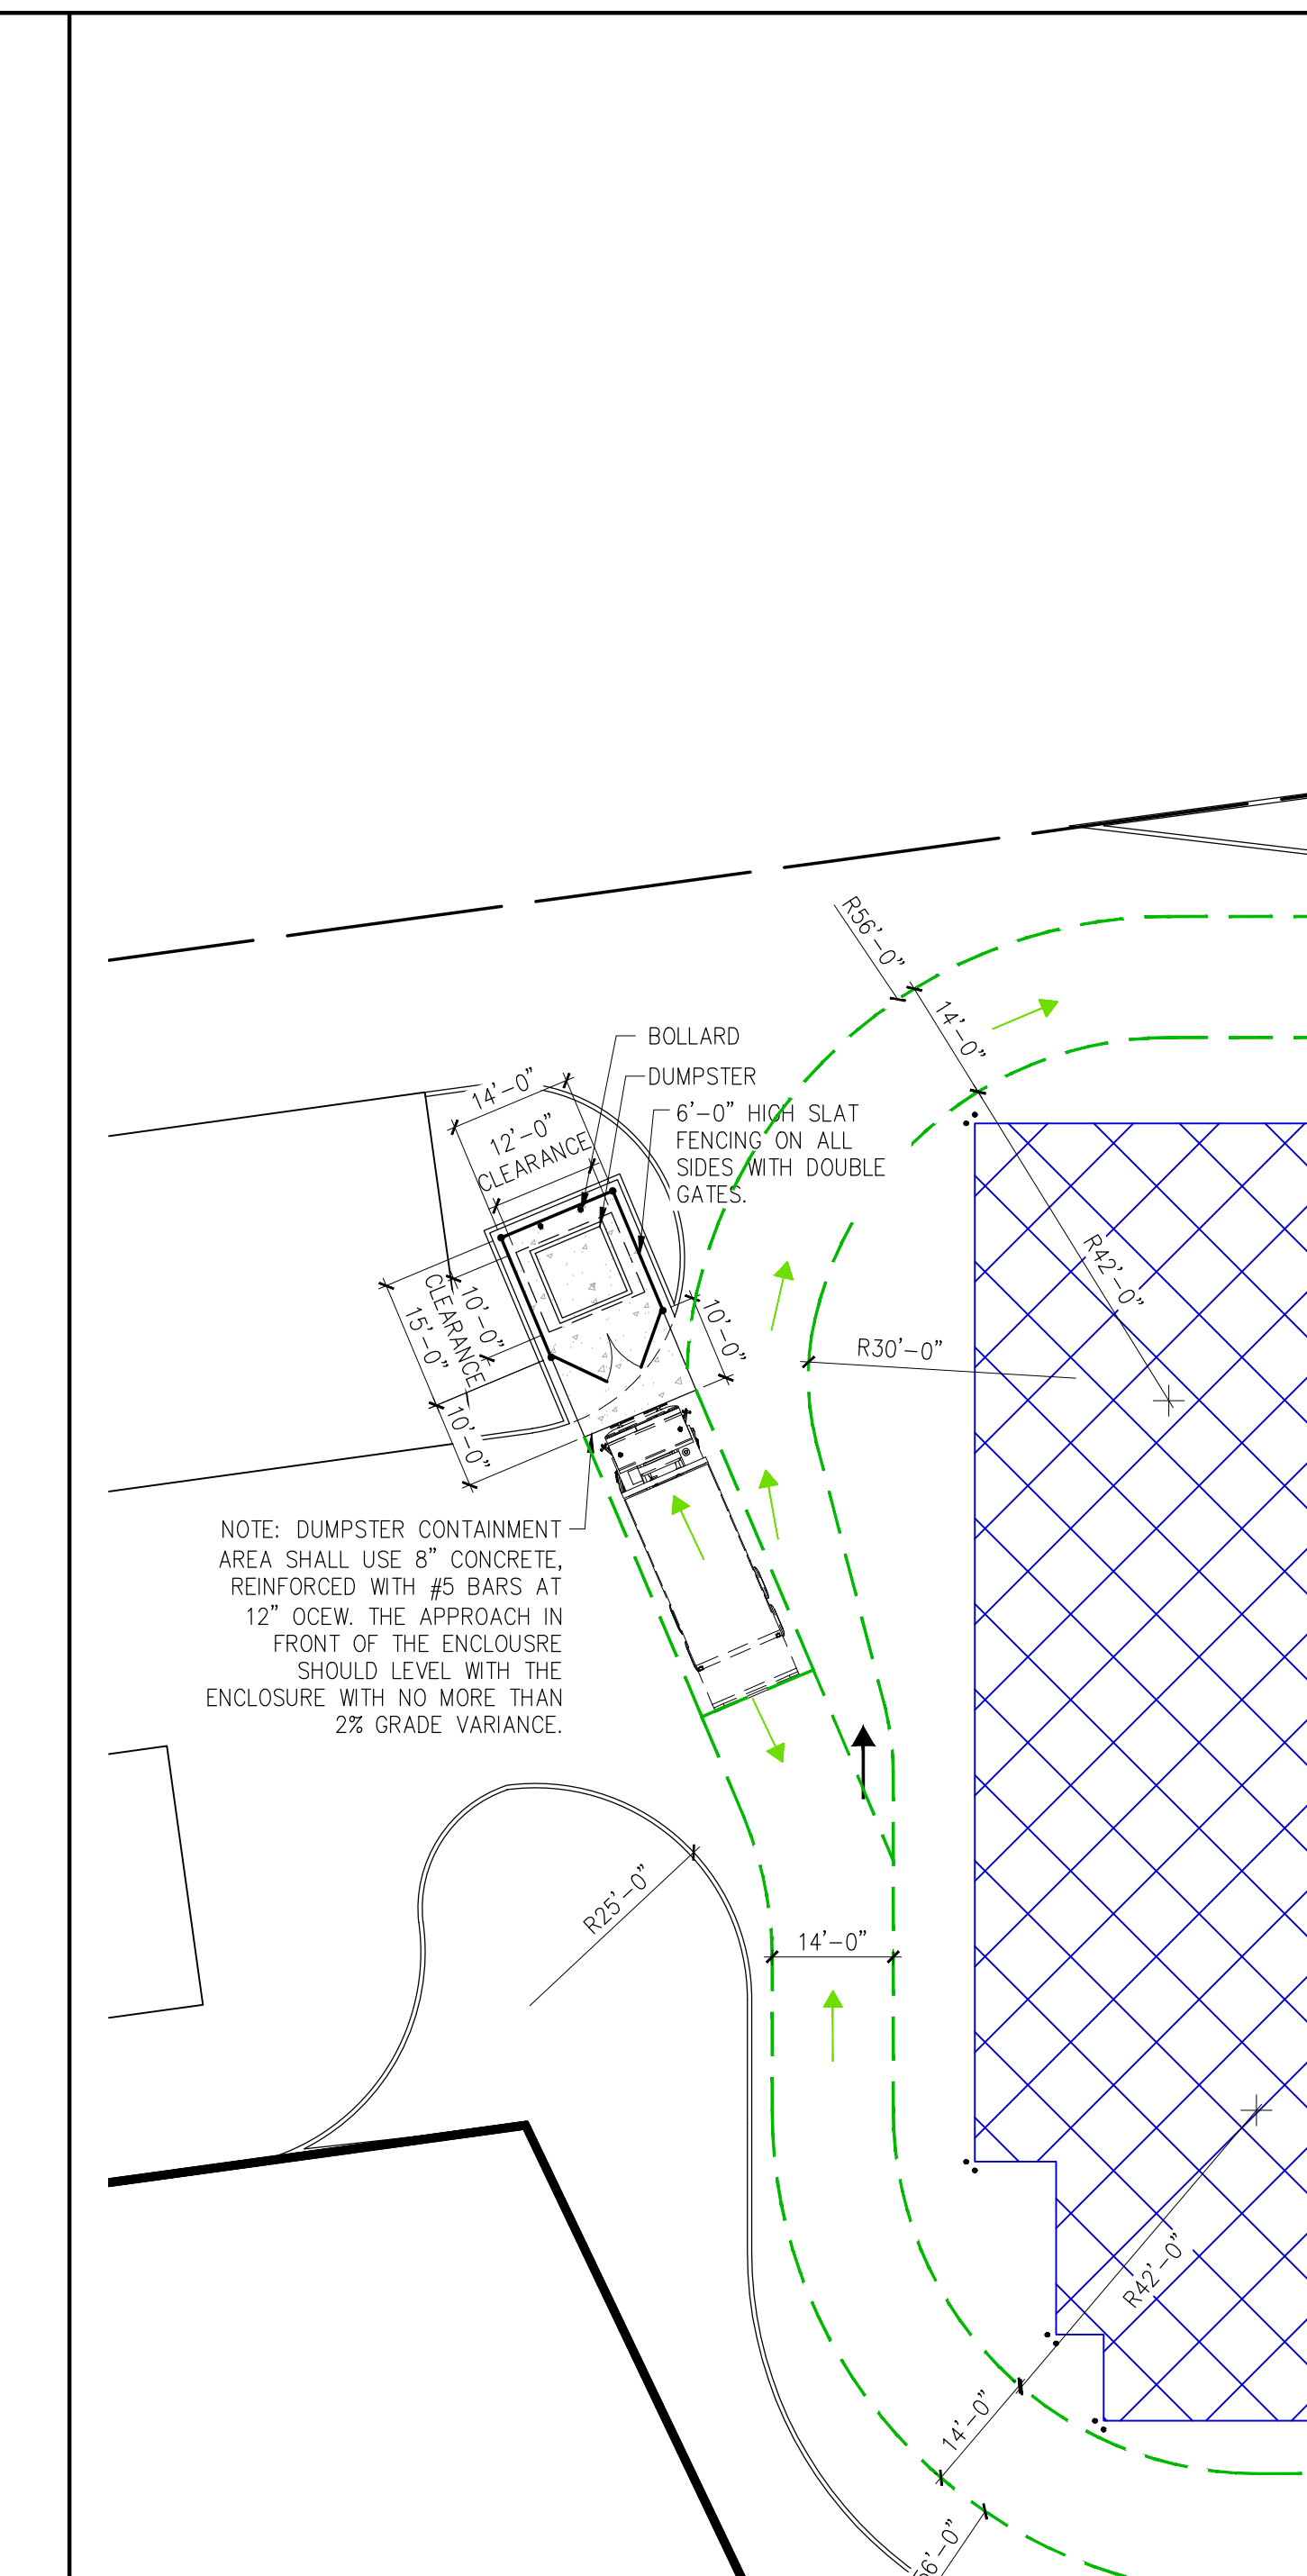 R56'-0"
14'-0"
BOLLARD
DUMPSTER
14'-0"
12'-0"
CLEARANCE
6'-0" HIGH SLAT
FENCING ON ALL
SIDES WITH DOUBLE
GATES.
R42'-0"
10'-0"
CLEARANCE
15'-0"
10'-0"
R30'-0"
10'-0"
NOTE: DUMPSTER CONTAINMENT
AREA SHALL USE 8" CONCRETE,
REINFORCED WITH #5 BARS AT
12" OCEW. THE APPROACH IN
FRONT OF THE ENCLOUSRE
SHOULD LEVEL WITH THE
ENCLOSURE WITH NO MORE THAN
2% GRADE VARIANCE.
R25'-0"
14'-0"
R42'-0"
14'-0"
6'-0"